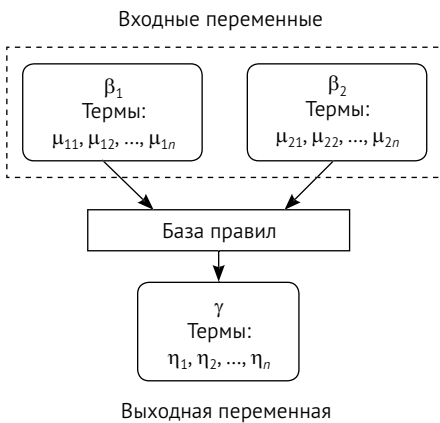 Входные переменные
β₁
Термы:
μ₁₁, μ₁₂, ..., μ₁ₙ
β₂
Термы:
μ₂₁, μ₂₂, ..., μ₂ₙ
База правил
γ
Термы:
η₁, η₂, ..., ηₙ
Выходная переменная